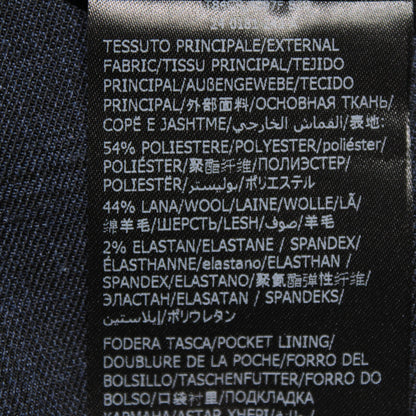 TESSUTO PRINCIPALE/EXTERNAL
FABRIC/TISSU PRINCIPAL/TEJIDO
PRINCIPAL/AUßENGEWEBE/TECIDO
PRINCIPAL/外部面料/ОСНОВНАЯ ТКАНЬ/
COPË E JASHTME/القماش الخارجي/表地:
54% POLIESTERE/POLYESTER/poliéster/
POLIÉSTER/聚酯纤维/ПОЛИЭСТЕР/
POLIESTËR/بوليستر/ポリエステル
44% LANA/WOOL/LAINE/WOLLE/LÃ/
绵羊毛/ШЕРСТЬ/LESH/صوف/羊毛
2% ELASTAN/ELASTANE / SPANDEX/
ÉLASTHANNE/elastano/ELASTHAN /
SPANDEX/ELASTANO/聚氨酯弹性纤维/
ЭЛАСТАН/ELASATAN / SPANDEKS/
إيلاستين/ポリウレタン
FODERA TASCA/POCKET LINING/
DOUBLURE DE LA POCHE/FORRO DEL
BOLSILLO/TASCHENFUTTER/FORRO DO
BOLSO/口袋衬里/ПОДКЛАДКА